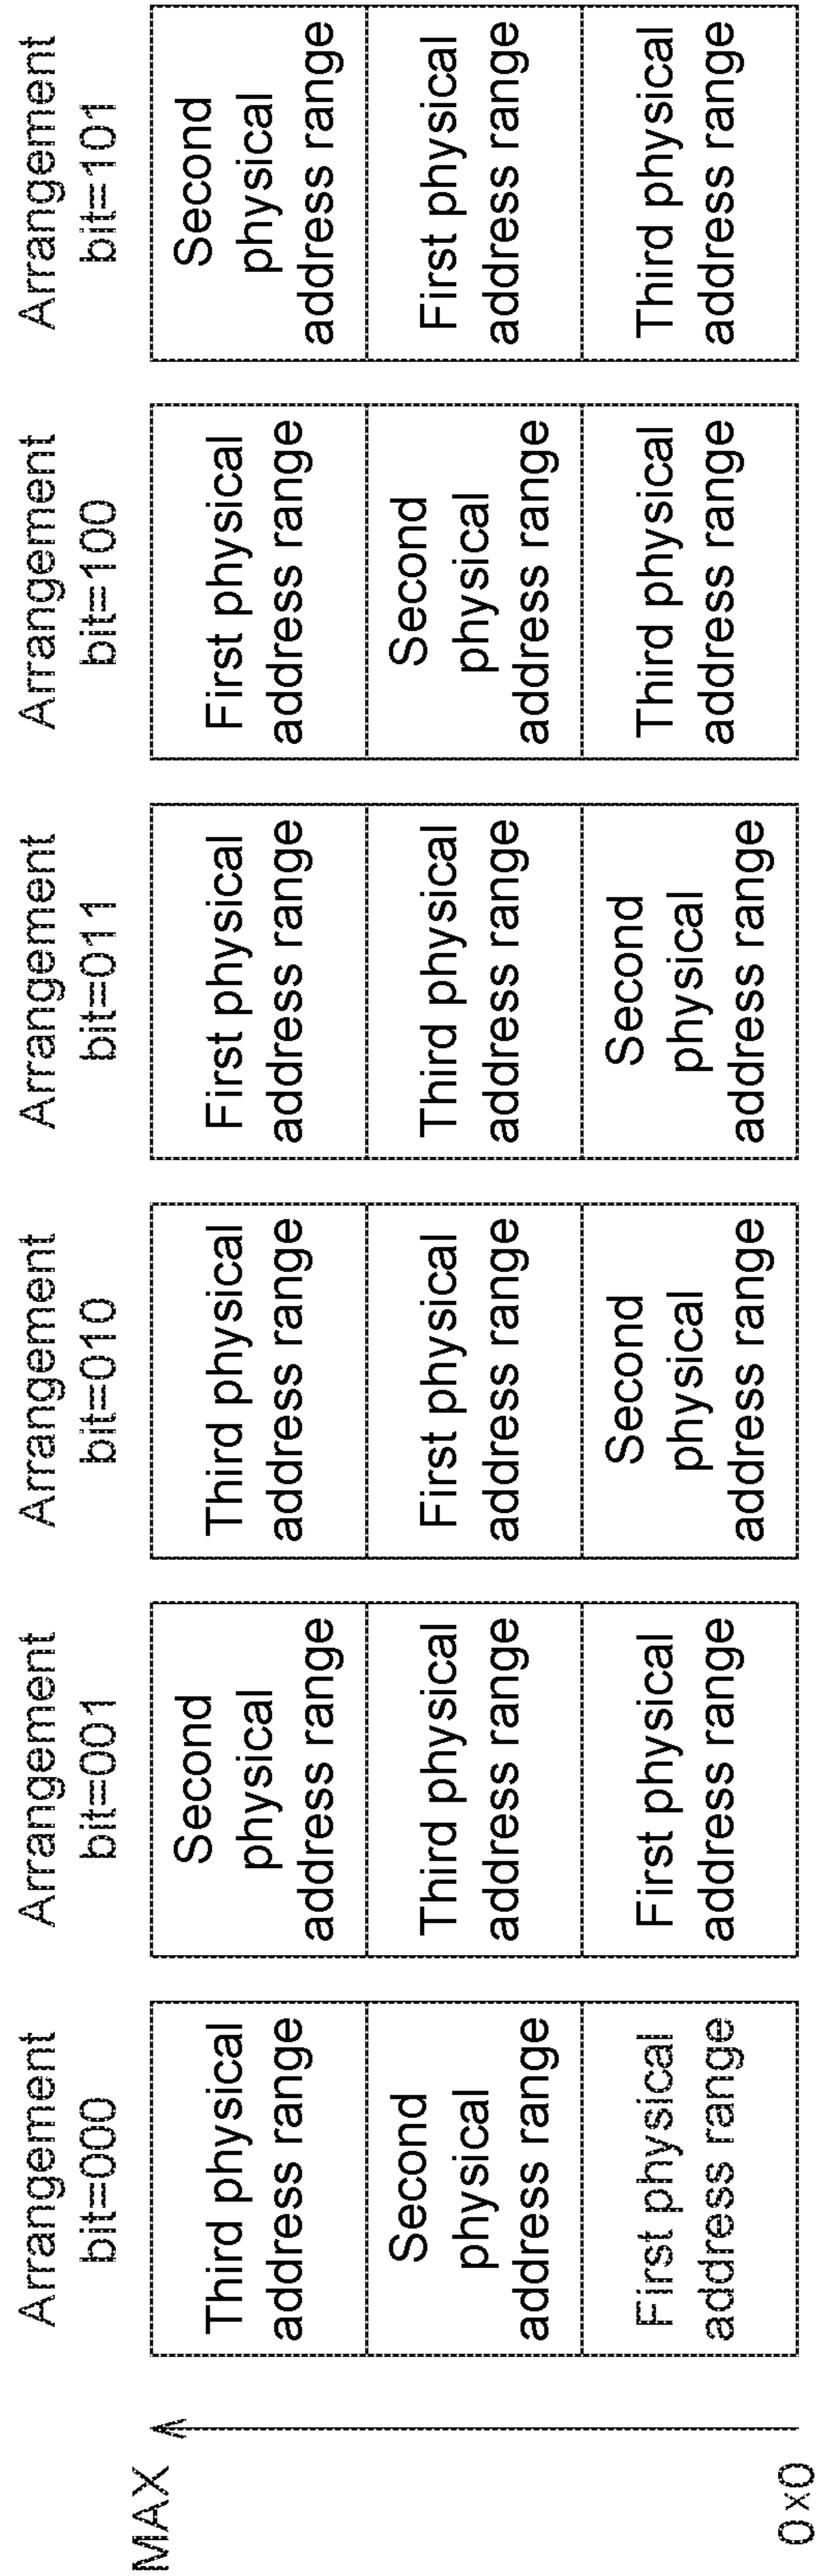 MAX
0×0
Arrangement
bit=000
Third physical
address range
Second
physical
address range
First physical
address range
Arrangement
bit=001
Second
physical
address range
Third physical
address range
First physical
address range
Arrangement
bit=010
Third physical
address range
First physical
address range
Second
physical
address range
Arrangement
bit=011
First physical
address range
Third physical
address range
Second
physical
address range
Arrangement
bit=100
First physical
address range
Second
physical
address range
Third physical
address range
Arrangement
bit=101
Second
physical
address range
First physical
address range
Third physical
address range